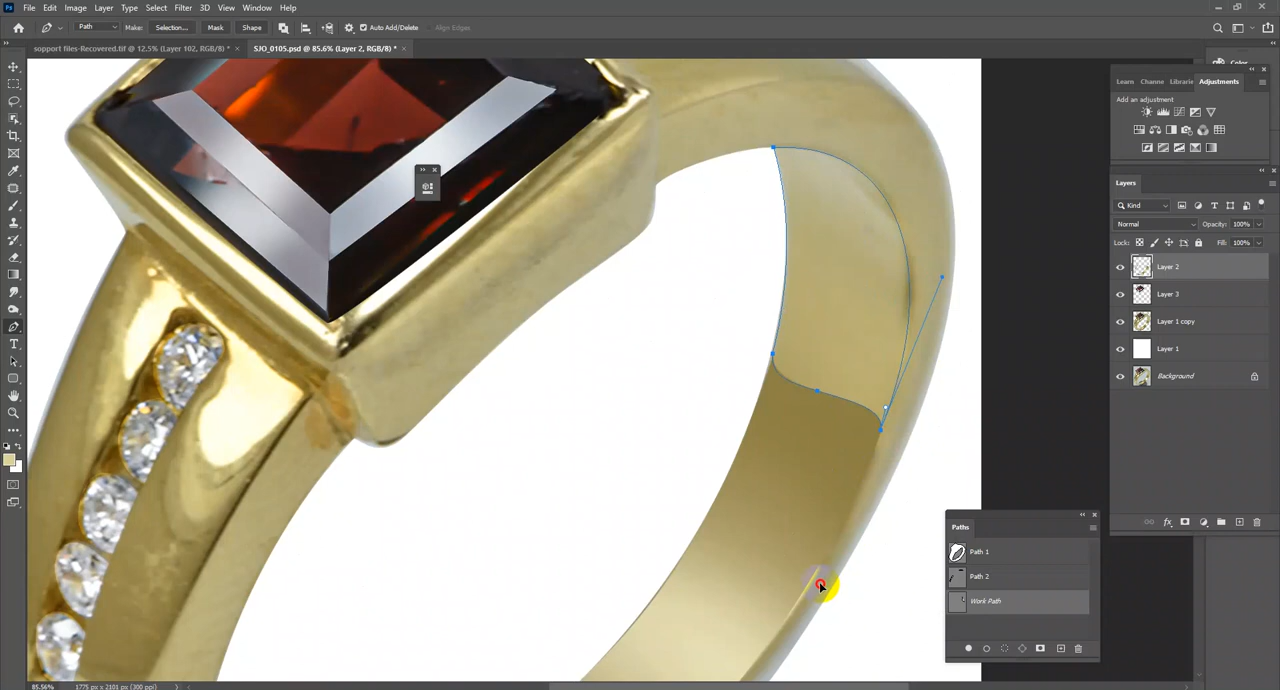 File Edit Image Layer Type Select Filter 3D View Window Help
Path Make: Selection... Mask Shape Auto Add/Delete Align Edges
sopport files-Recovered.tif @ 12.5% (Layer 102, RGB/8) * × SJO_0105.psd @ 85.6% (Layer 2, RGB/8) * ×
Color
Learn Channe Librarie Adjustments
Add an adjustment
Layers
Kind
Normal Opacity: 100%
Lock: Fill: 100%
Layer 2
Layer 3
Layer 1 copy
Layer 1
Background
Paths
Path 1
Path 2
Work Path
85.56% 1775 px x 2101 px (300 ppi)